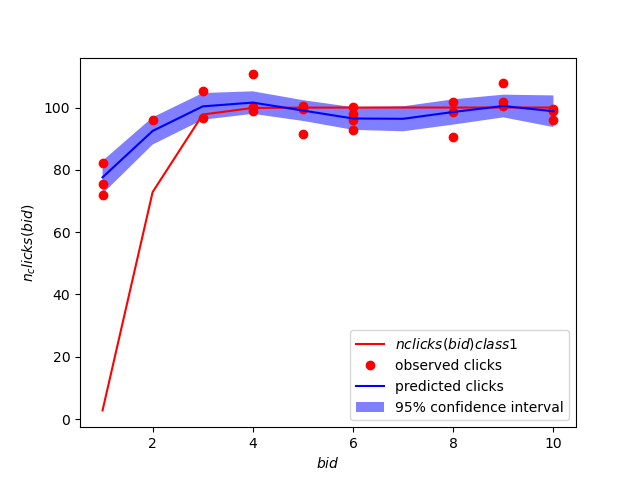 100
80
60
40
20
0
n_clicks(bid)
2
4
6
8
10
bid
nclicks(bid)class1
observed clicks
predicted clicks
95% confidence interval